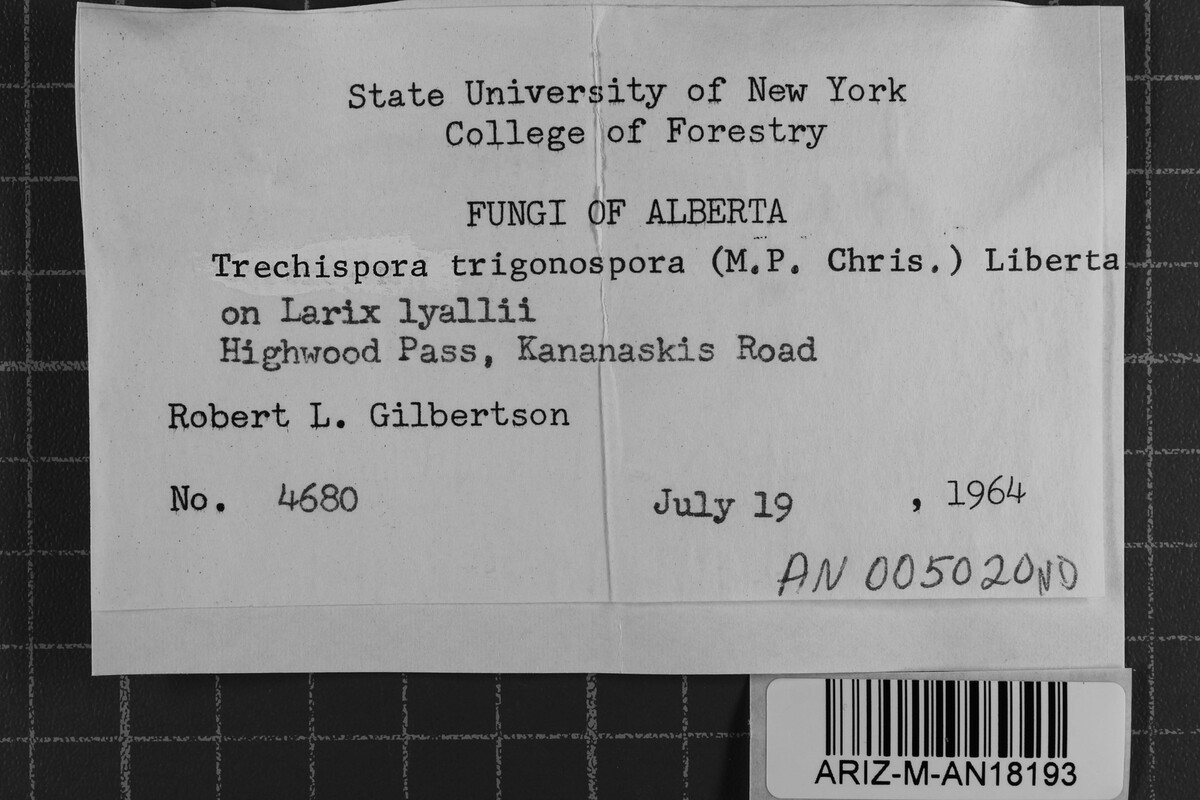 State University of New York
College of Forestry
FUNGI OF ALBERTA
Trechispora trigonospora (M.P. Chris.) Liberta
on Larix lyallii
Highwood Pass, Kananaskis Road
Robert L. Gilbertson
No. 4680 July 19 , 1964
AN 005020ND
ARIZ-M-AN18193